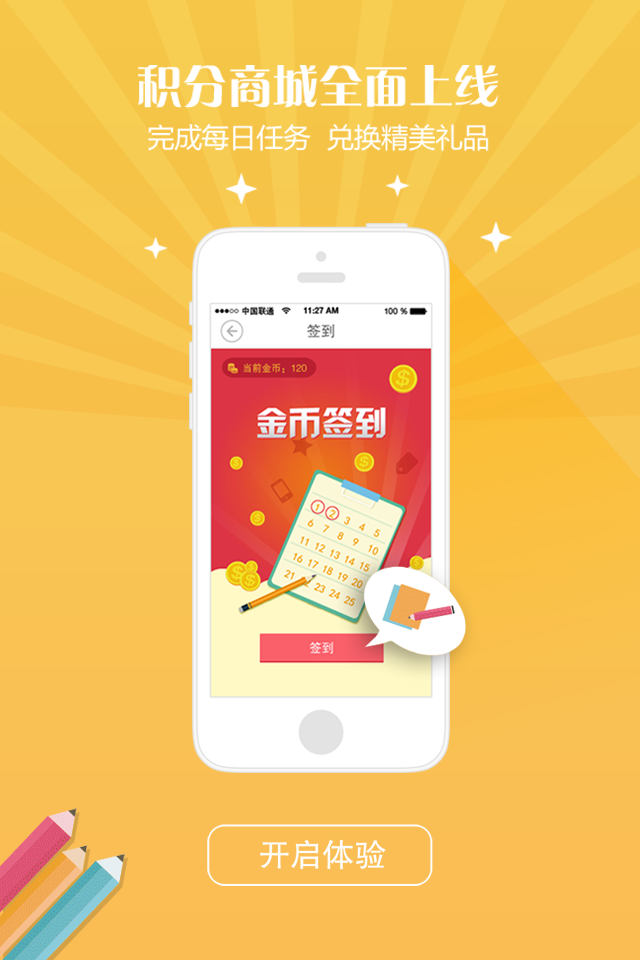 积分商城全面上线
完成每日任务 兑换精美礼品
中国联通 11:27 AM 100 %
签到
当前金币：120
金币签到
1 2 3 4 5
6 7 8 9 10
11 12 13 14 15
16 17 18 19 20
21 23 24 25
签到
开启体验